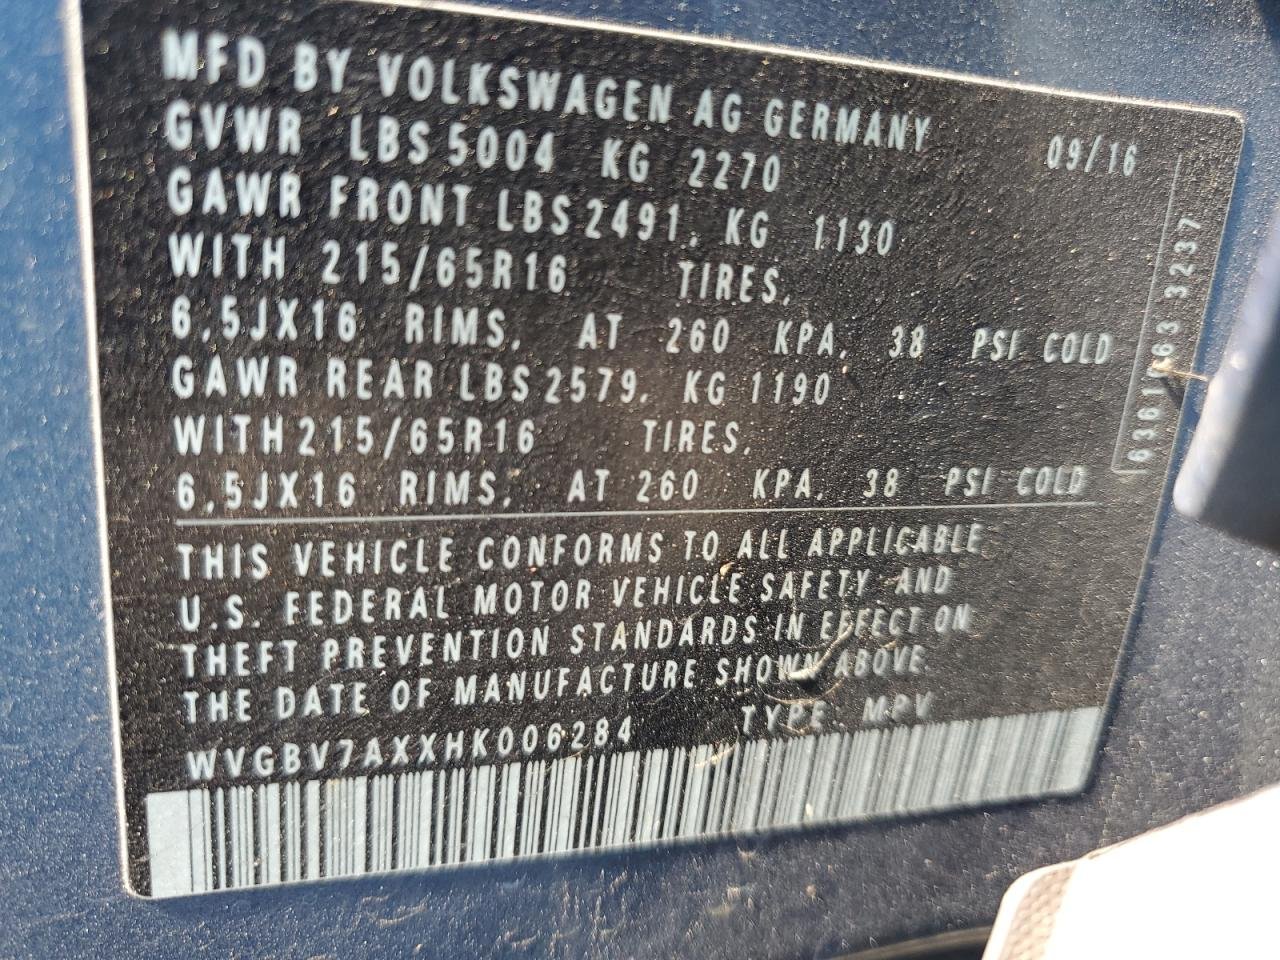 MFD BY VOLKSWAGEN AG GERMANY
GVWR LBS 5004 KG 2270 09/16
GAWR FRONT LBS 2491, KG 1130
WITH 215/65R16 TIRES,
6,5JX16 RIMS, AT 260 KPA, 38 PSI COLD
GAWR REAR LBS 2579, KG 1190
WITH 215/65R16 TIRES,
6,5JX16 RIMS, AT 260 KPA, 38 PSI COLD
THIS VEHICLE CONFORMS TO ALL APPLICABLE
U.S. FEDERAL MOTOR VEHICLE SAFETY AND
THEFT PREVENTION STANDARDS IN EFFECT ON
THE DATE OF MANUFACTURE SHOWN ABOVE.
WVGBV7AXXHK006284 TYPE: MPV
3237